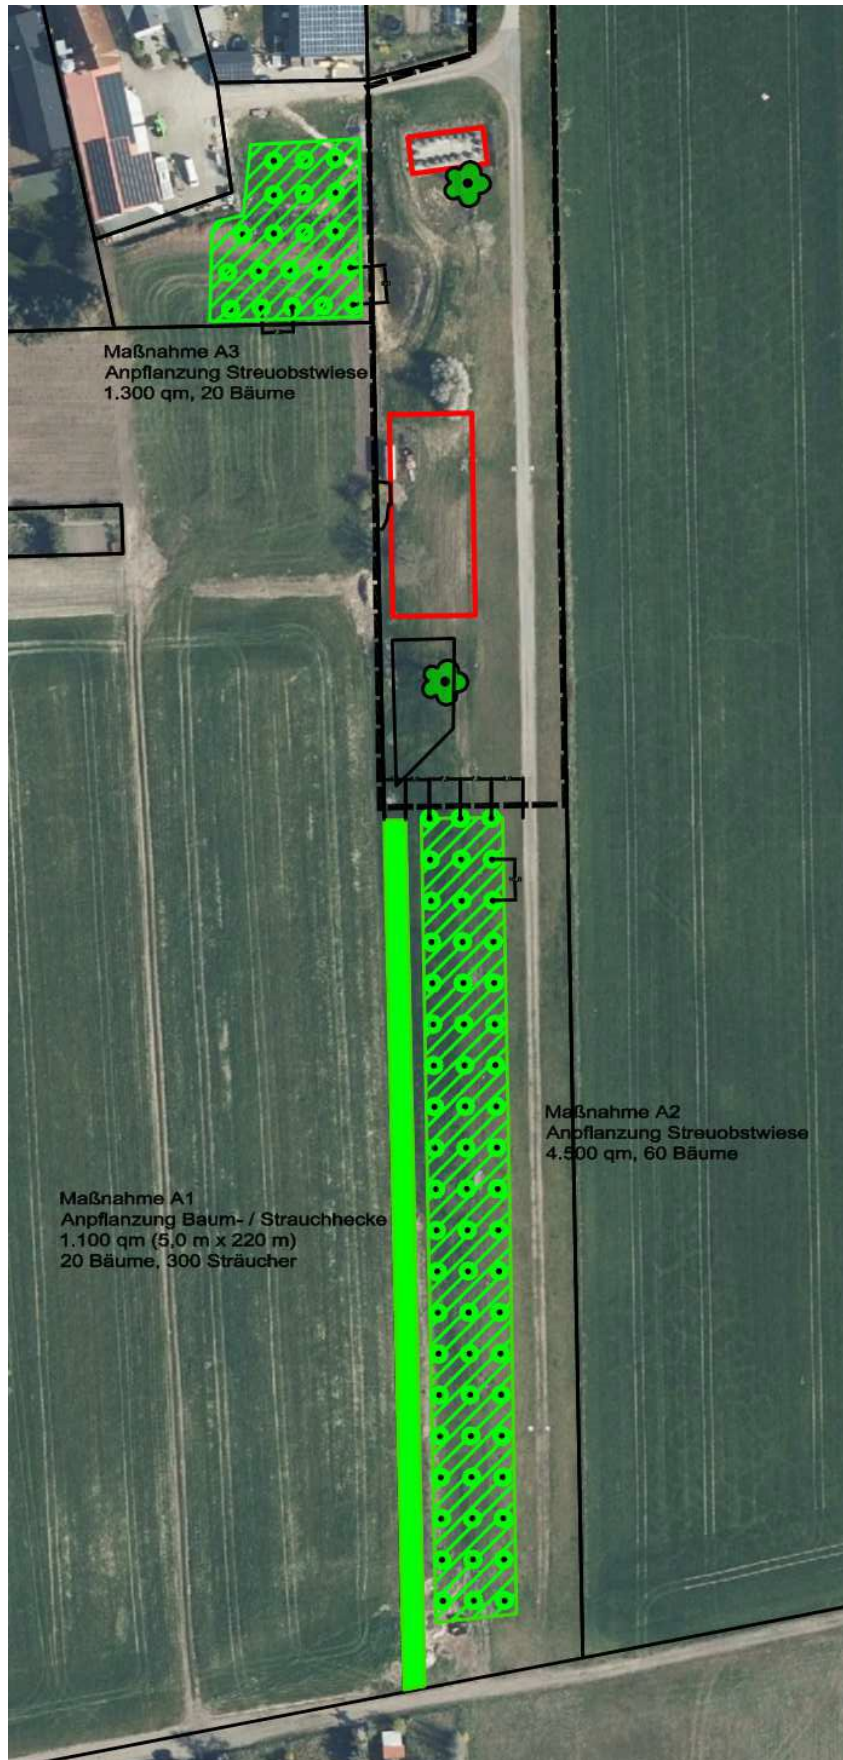 Maßnahme A3
Anpflanzung Streuobstwiese
1.300 qm, 20 Bäume
Maßnahme A2
Anpflanzung Streuobstwiese
4.500 qm, 60 Bäume
Maßnahme A1
Anpflanzung Baum- / Strauchhecke
1.100 qm (5,0 m x 220 m)
20 Bäume, 300 Sträucher